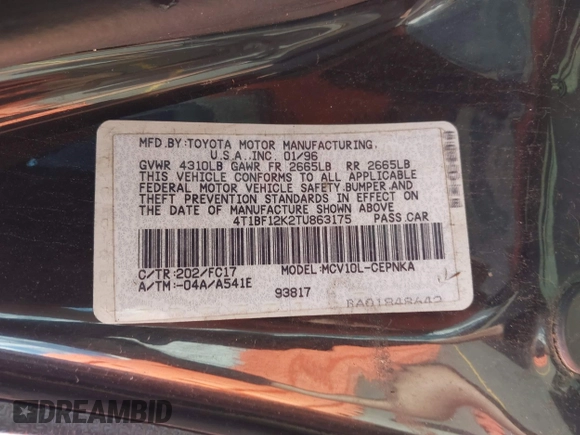 MFD.BY:TOYOTA MOTOR MANUFACTURING,
U.S.A.,INC. 01/96
GVWR 4310LB GAWR FR 2665LB RR 2665LB
THIS VEHICLE CONFORMS TO ALL APPLICABLE
FEDERAL MOTOR VEHICLE SAFETY,BUMPER,AND
THEFT PREVENTION STANDARDS IN EFFECT ON
THE DATE OF MANUFACTURE SHOWN ABOVE
4T1BF12K2TU863175 PASS.CAR
C/TR:202/FC17 MODEL:MCV10L-CEPNKA
A/TM:-04A/A541E
93817
BA01848442
DREAMBID